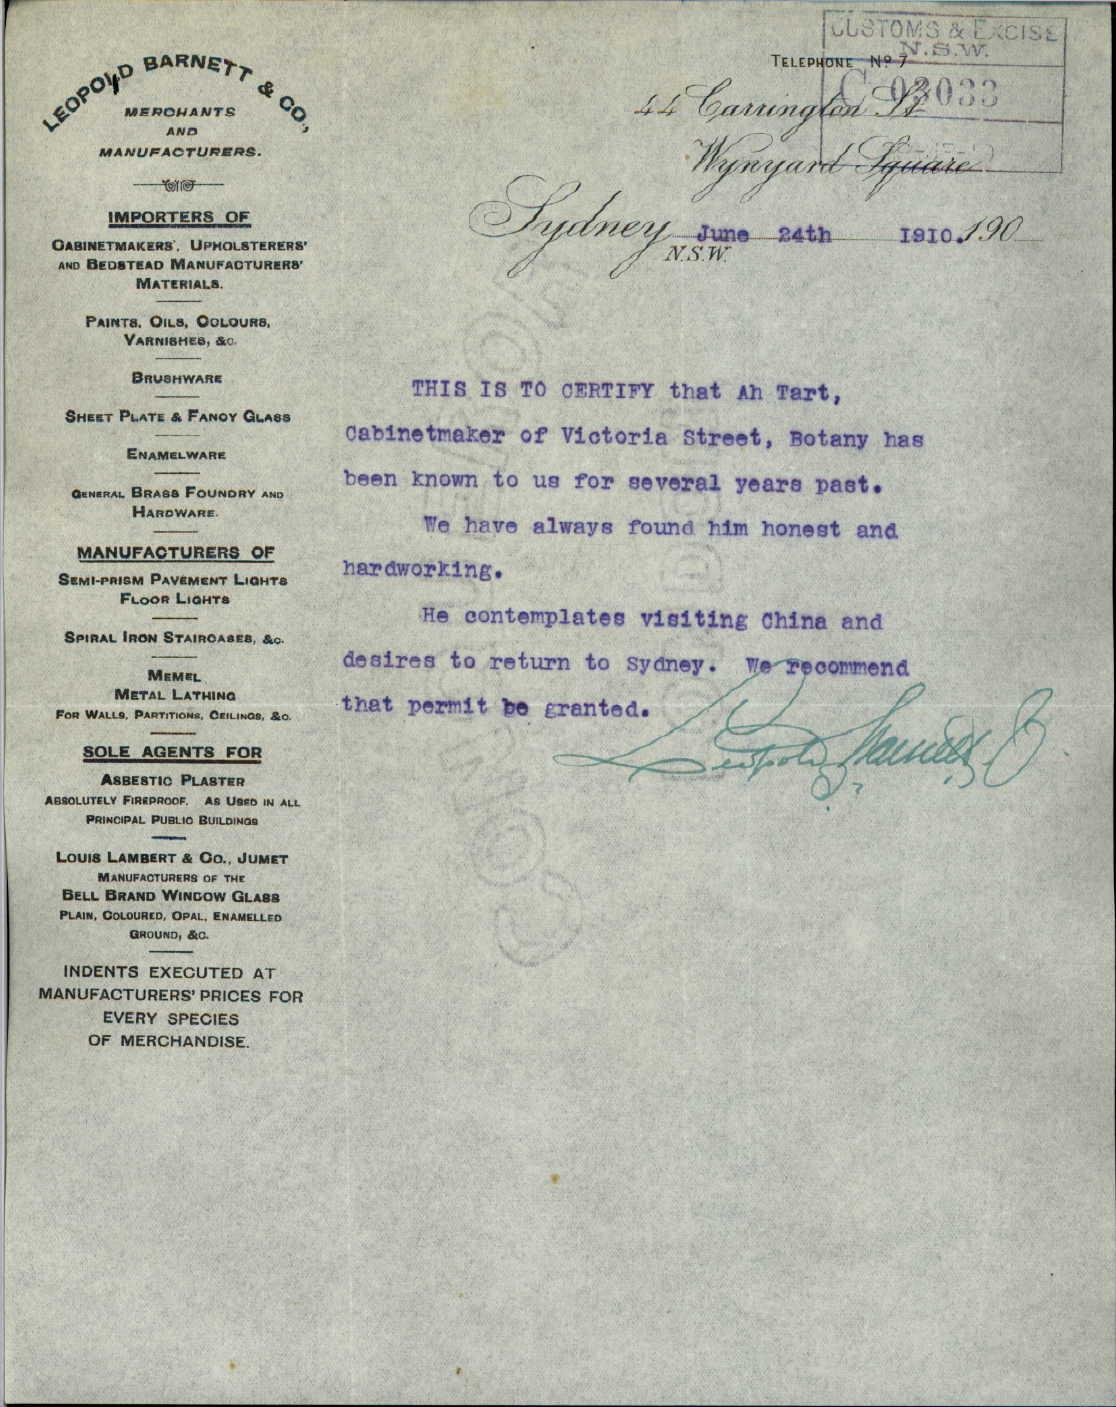 LEOPOLD BARNETT & CO.,
MERCHANTS
AND
MANUFACTURERS.
IMPORTERS OF
CABINETMAKERS', UPHOLSTERERS'
AND BEDSTEAD MANUFACTURERS'
MATERIALS.
PAINTS, OILS, COLOURS,
VARNISHES, &C.
BRUSHWARE
SHEET PLATE & FANCY GLASS
ENAMELWARE
GENERAL BRASS FOUNDRY AND
HARDWARE.
MANUFACTURERS OF
SEMI-PRISM PAVEMENT LIGHTS
FLOOR LIGHTS
SPIRAL IRON STAIRCASES, &C.
MEMEL
METAL LATHING
FOR WALLS, PARTITIONS, CEILINGS, &C.
SOLE AGENTS FOR
ASBESTIC PLASTER
ABSOLUTELY FIREPROOF. AS USED IN ALL
PRINCIPAL PUBLIC BUILDINGS
LOUIS LAMBERT & CO., JUMET
MANUFACTURERS OF THE
BELL BRAND WINDOW GLASS
PLAIN, COLOURED, OPAL, ENAMELLED
GROUND, &C.
INDENTS EXECUTED AT
MANUFACTURERS' PRICES FOR
EVERY SPECIES
OF MERCHANDISE.
CUSTOMS & EXCISE
N.S.W.
C 03033
TELEPHONE No 7
44 Carrington St
Wynyard Square
Sydney June 24th 1910. 190
N.S.W.
THIS IS TO CERTIFY that Ah Tart,
Cabinetmaker of Victoria Street, Botany has
been known to us for several years past.
We have always found him honest and
hardworking.
He contemplates visiting China and
desires to return to Sydney. We recommend
that permit be granted.
Leopold Barnett & Co